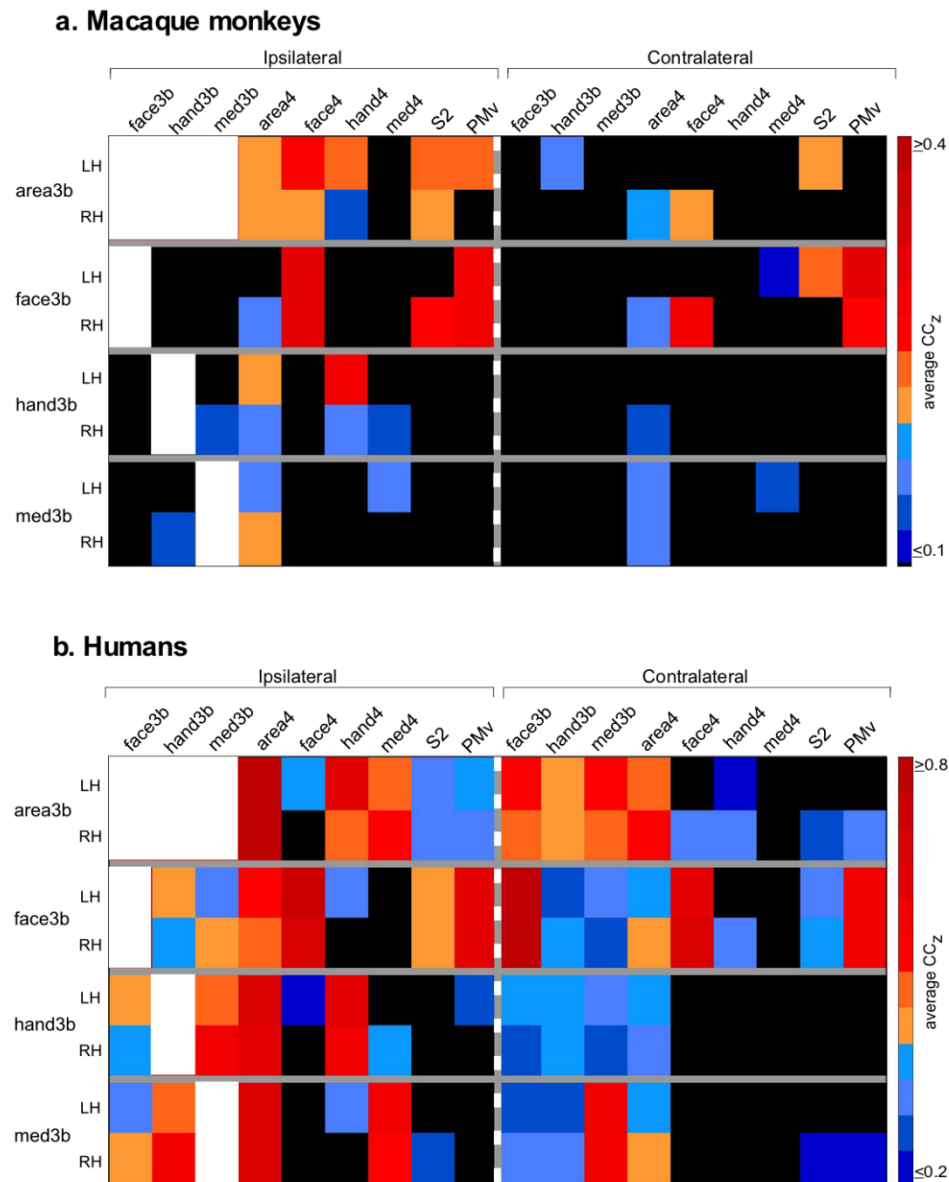 a. Macaque monkeys
Ipsilateral Contralateral
face3b hand3b med3b area4 face4 hand4 med4 S2 PMv face3b hand3b med3b area4 face4 hand4 med4 S2 PMv
area3b LH
RH
face3b LH
RH
hand3b LH
RH
med3b LH
RH
≥0.4
average CCz
≤0.1
b. Humans
Ipsilateral Contralateral
face3b hand3b med3b area4 face4 hand4 med4 S2 PMv face3b hand3b med3b area4 face4 hand4 med4 S2 PMv
area3b LH
RH
face3b LH
RH
hand3b LH
RH
med3b LH
RH
≥0.8
average CCz
≤0.2